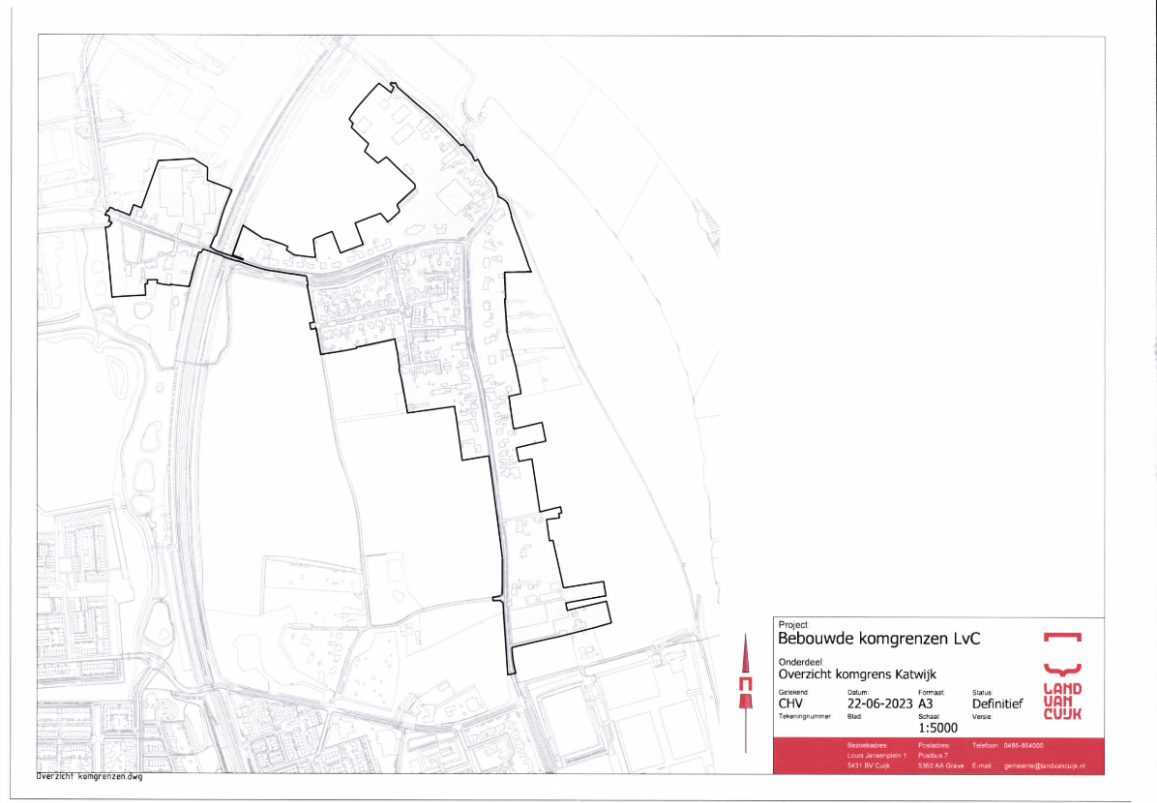 Project:
Bebouwde komgrenzen LvC
Onderdeel:
Overzicht komgrens Katwijk
Getekend: Datum: Formaat: Status:
CHV 22-06-2023 A3 Definitief
Tekeningnummer: Blad: Schaal: Versie:
1:5000
LAND
VAN
CUIJK
Bezoekadres: Postadres: Telefoon: 0485-854000
Louis Jansenplein 1 Postbus 7
5431 BV Cuijk 5360 AA Grave E-mail: gemeente@landvancuijk.nl
Overzicht komgrenzen.dwg